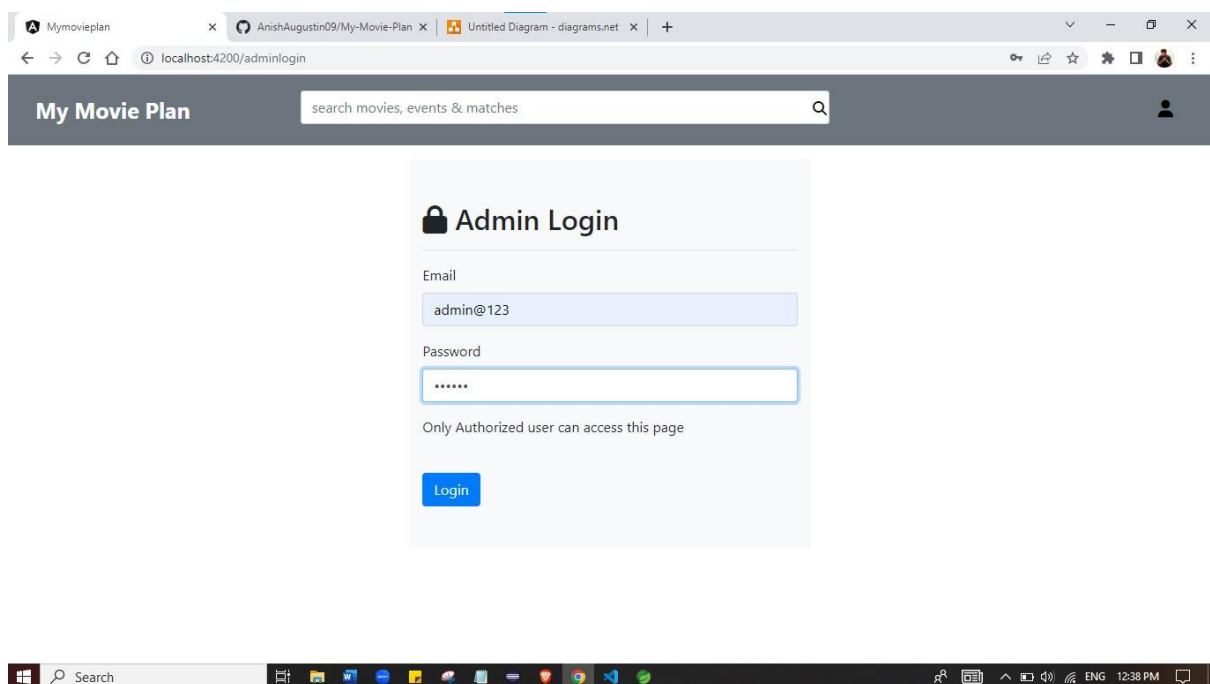 Mymovieplan
AnishAugustin09/My-Movie-Plan
Untitled Diagram - diagrams.net
localhost:4200/adminlogin
My Movie Plan
search movies, events & matches
Admin Login
Email
admin@123
Password
••••••
Only Authorized user can access this page
Login
Search
ENG 12:38 PM